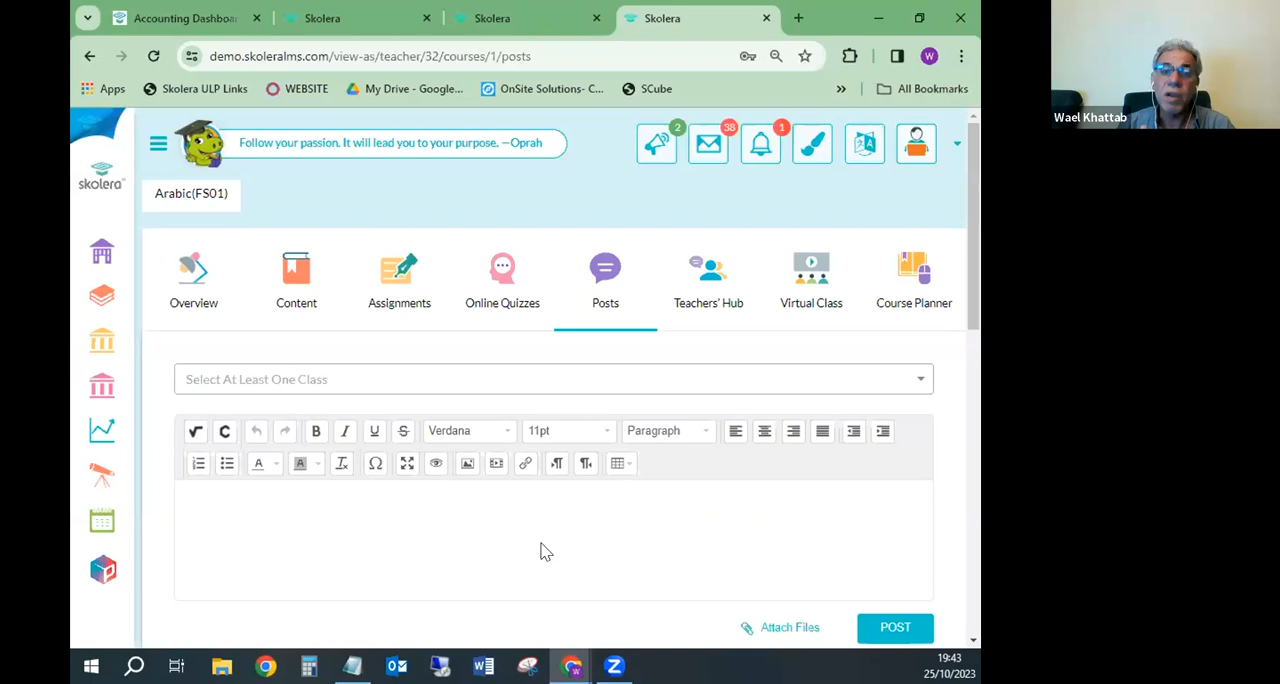 Accounting Dashboa
Skolera
Skolera
Skolera
demo.skoleralms.com/view-as/teacher/32/courses/1/posts
W
Apps
Skolera ULP Links
WEBSITE
My Drive - Google...
OnSite Solutions- C...
SCube
»
All Bookmarks
Wael Khattab
skolera
Follow your passion. It will lead you to your purpose. —Oprah
2
38
1
Arabic(FS01)
Overview
Content
Assignments
Online Quizzes
Posts
Teachers' Hub
Virtual Class
Course Planner
Select At Least One Class
C
B
I
U
S
Verdana
11pt
Paragraph
A
A
Ω
Attach Files
POST
19:43
25/10/2023